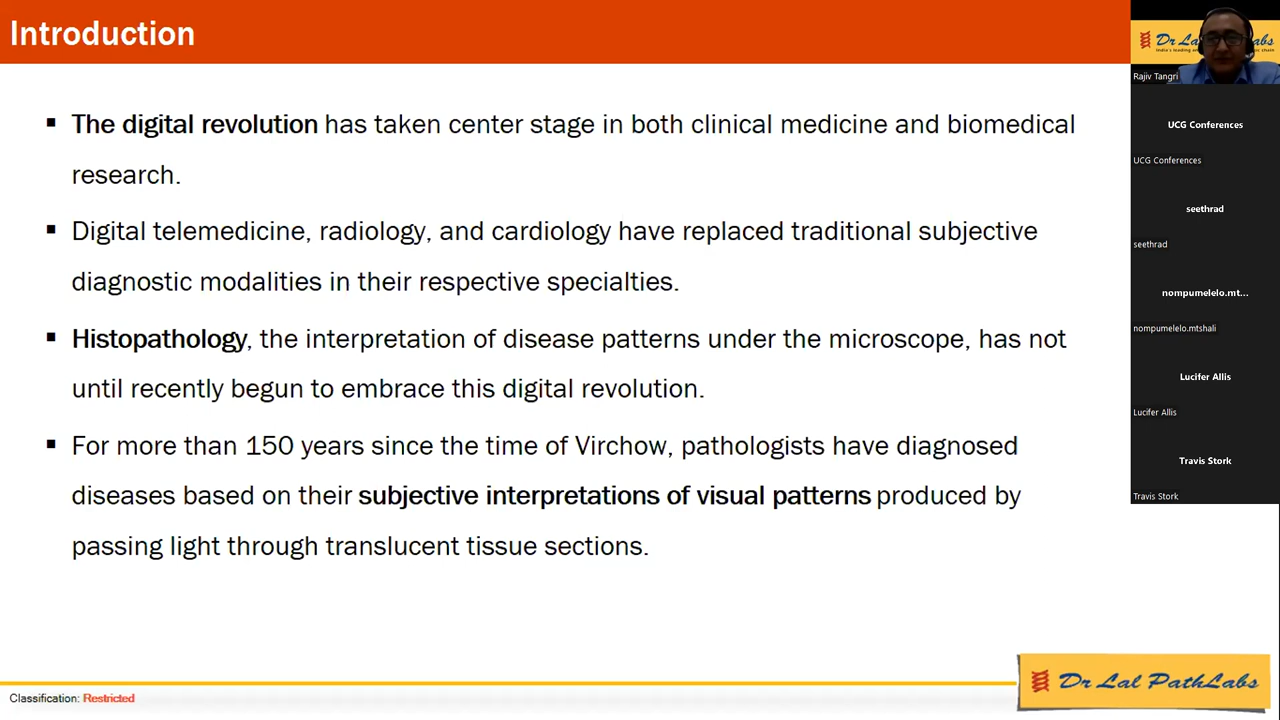 Introduction
The digital revolution has taken center stage in both clinical medicine and biomedical
research.
Digital telemedicine, radiology, and cardiology have replaced traditional subjective
diagnostic modalities in their respective specialties.
Histopathology, the interpretation of disease patterns under the microscope, has not
until recently begun to embrace this digital revolution.
For more than 150 years since the time of Virchow, pathologists have diagnosed
diseases based on their subjective interpretations of visual patterns produced by
passing light through translucent tissue sections.
Classification: Restricted
Dr Lal PathLabs
Rajiv Tangri
UCG Conferences
UCG Conferences
seethrad
seethrad
nompumelelo.mt...
nompumelelo.mtshali
Lucifer Allis
Lucifer Allis
Travis Stork
Travis Stork